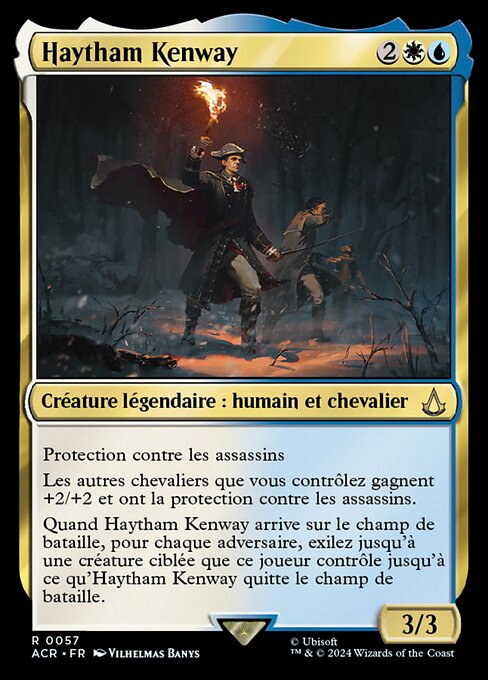 Haytham Kenway 2
Créature légendaire : humain et chevalier
Protection contre les assassins
Les autres chevaliers que vous contrôlez gagnent
+2/+2 et ont la protection contre les assassins.
Quand Haytham Kenway arrive sur le champ de
bataille, pour chaque adversaire, exilez jusqu'à
une créature ciblée que ce joueur contrôle jusqu'à
ce qu'Haytham Kenway quitte le champ de
bataille.
3/3
R 0057
ACR • FR Vilhelmas Banys
© Ubisoft
™ & © 2024 Wizards of the Coast